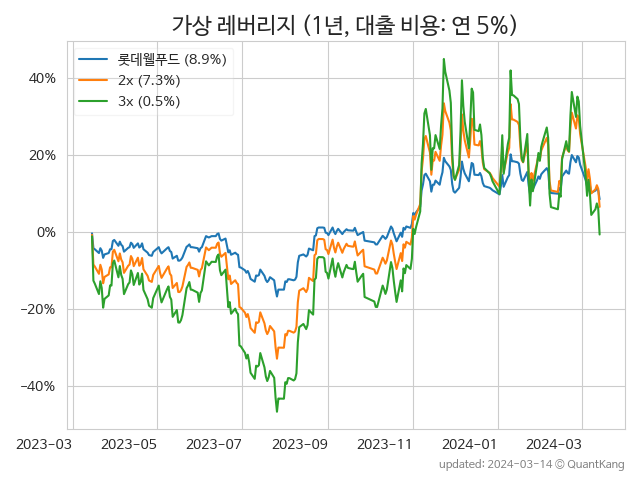 가상 레버리지 (1년, 대출 비용: 연 5%)
롯데웰푸드 (8.9%)
2x (7.3%)
3x (0.5%)
40%
20%
0%
−20%
−40%
2023-03 2023-05 2023-07 2023-09 2023-11 2024-01 2024-03
updated: 2024-03-14 © QuantKang